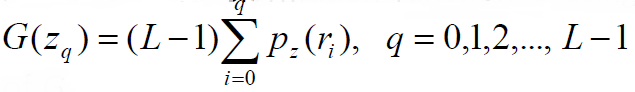 G(z_q) = (L−1) ∑_{i=0}^{q} p_z(r_i), q = 0,1,2,..., L−1